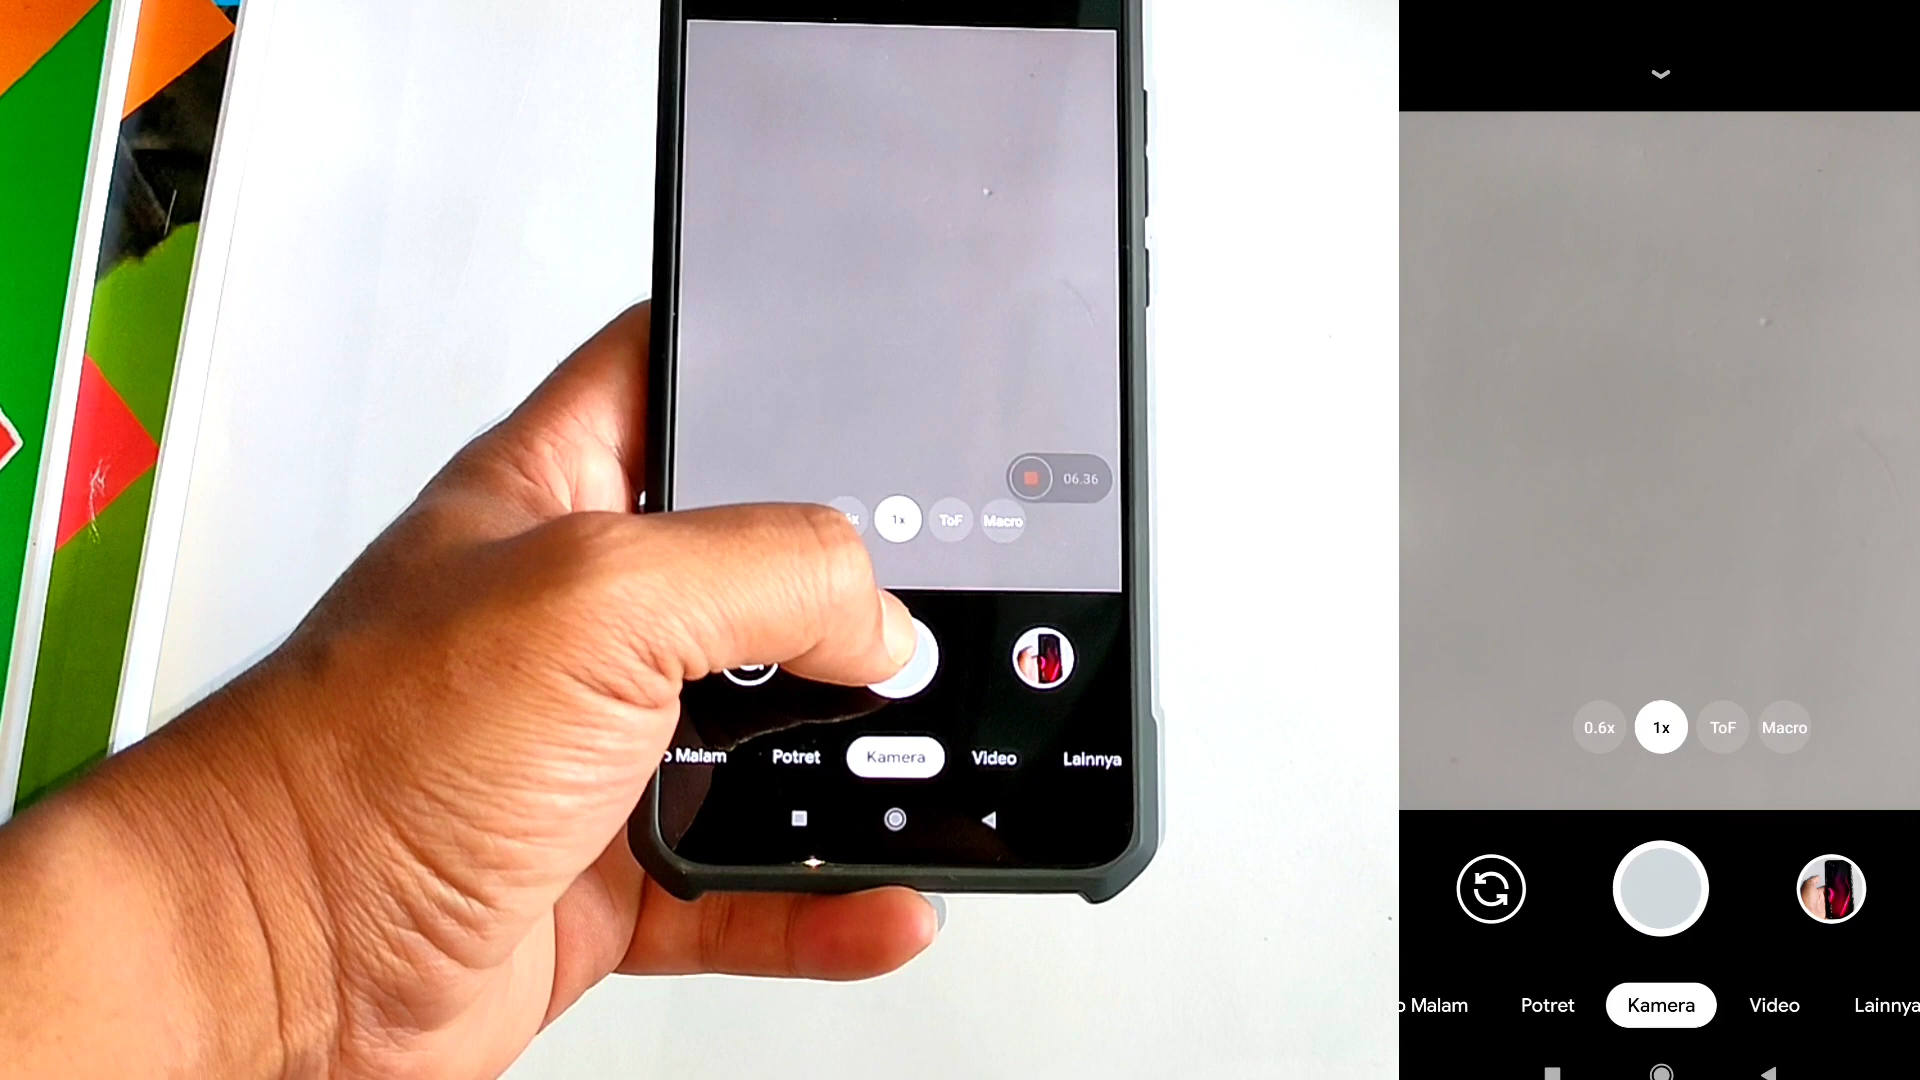 06.36
1x ToF Macro
o Malam Potret Kamera Video Lainnya
0.6x 1x ToF Macro
o Malam Potret Kamera Video Lainnya